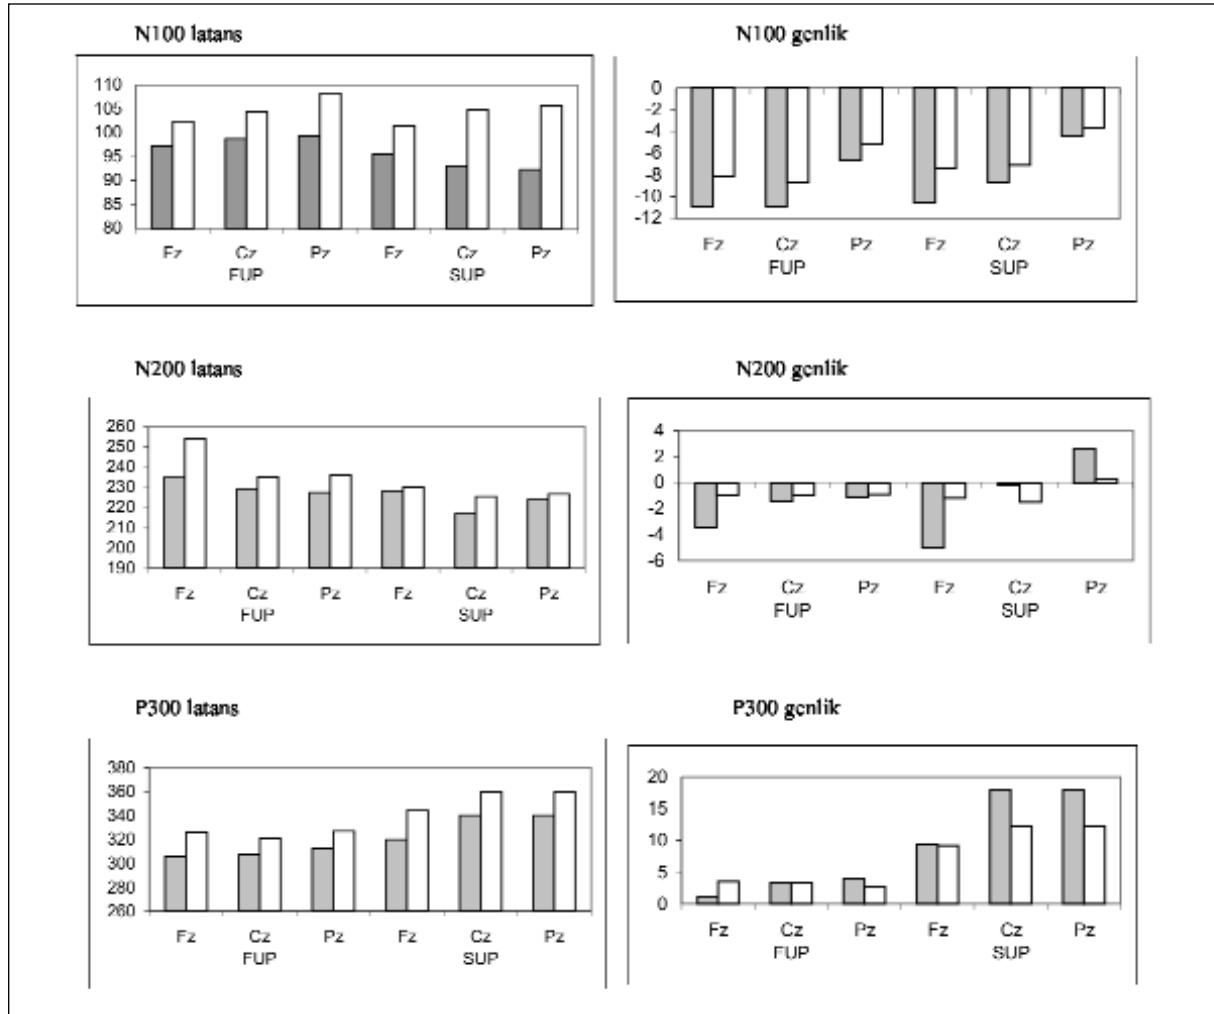 N100 latans
110
105
100
95
90
85
80
Fz Cz Pz Fz Cz Pz
FUP SUP
N100 genlik
0
-2
-4
-6
-8
-10
-12
Fz Cz Pz Fz Cz Pz
FUP SUP
N200 latans
260
250
240
230
220
210
200
190
Fz Cz Pz Fz Cz Pz
FUP SUP
N200 genlik
4
2
0
-2
-4
-6
Fz Cz Pz Fz Cz Pz
FUP SUP
P300 latans
380
360
340
320
300
280
260
Fz Cz Pz Fz Cz Pz
FUP SUP
P300 genlik
20
15
10
5
0
Fz Cz Pz Fz Cz Pz
FUP SUP